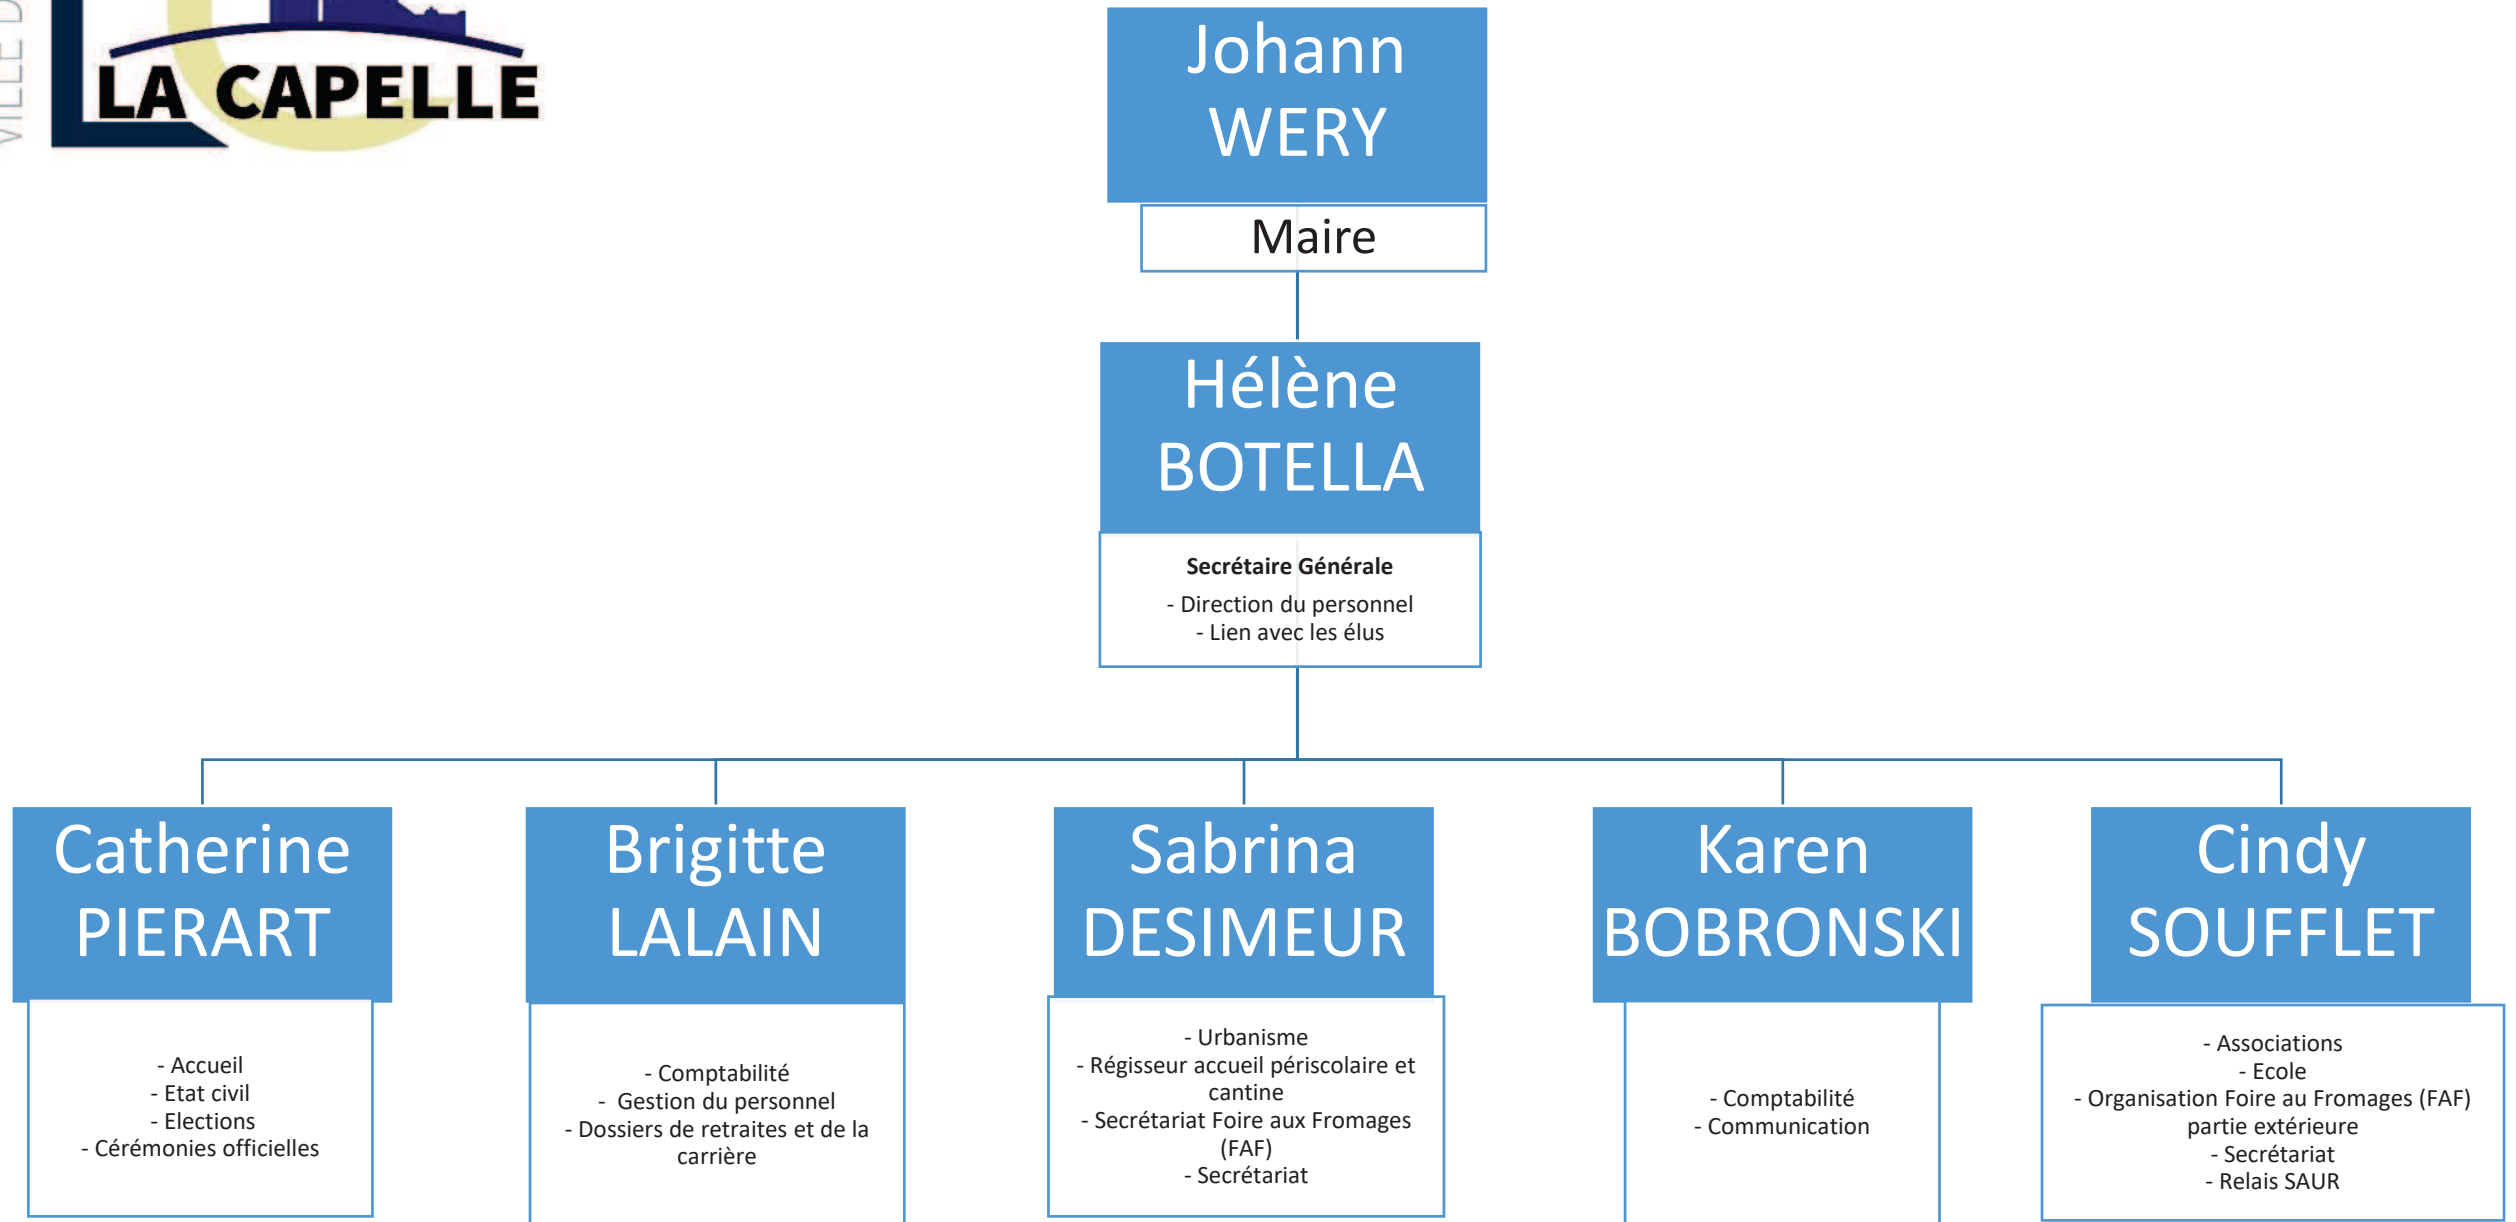 VILLE D
LA CAPELLE
Johann
WERY
Maire
Hélène
BOTELLA
Secrétaire Générale
- Direction du personnel
- Lien avec les élus
Catherine
PIERART
- Accueil
- Etat civil
- Elections
- Cérémonies officielles
Brigitte
LALAIN
- Comptabilité
- Gestion du personnel
- Dossiers de retraites et de la
carrière
Sabrina
DESIMEUR
- Urbanisme
- Régisseur accueil périscolaire et
cantine
- Secrétariat Foire aux Fromages
(FAF)
- Secrétariat
Karen
BOBRONSKI
- Comptabilité
- Communication
Cindy
SOUFFLET
- Associations
- Ecole
- Organisation Foire au Fromages (FAF)
partie extérieure
- Secrétariat
- Relais SAUR